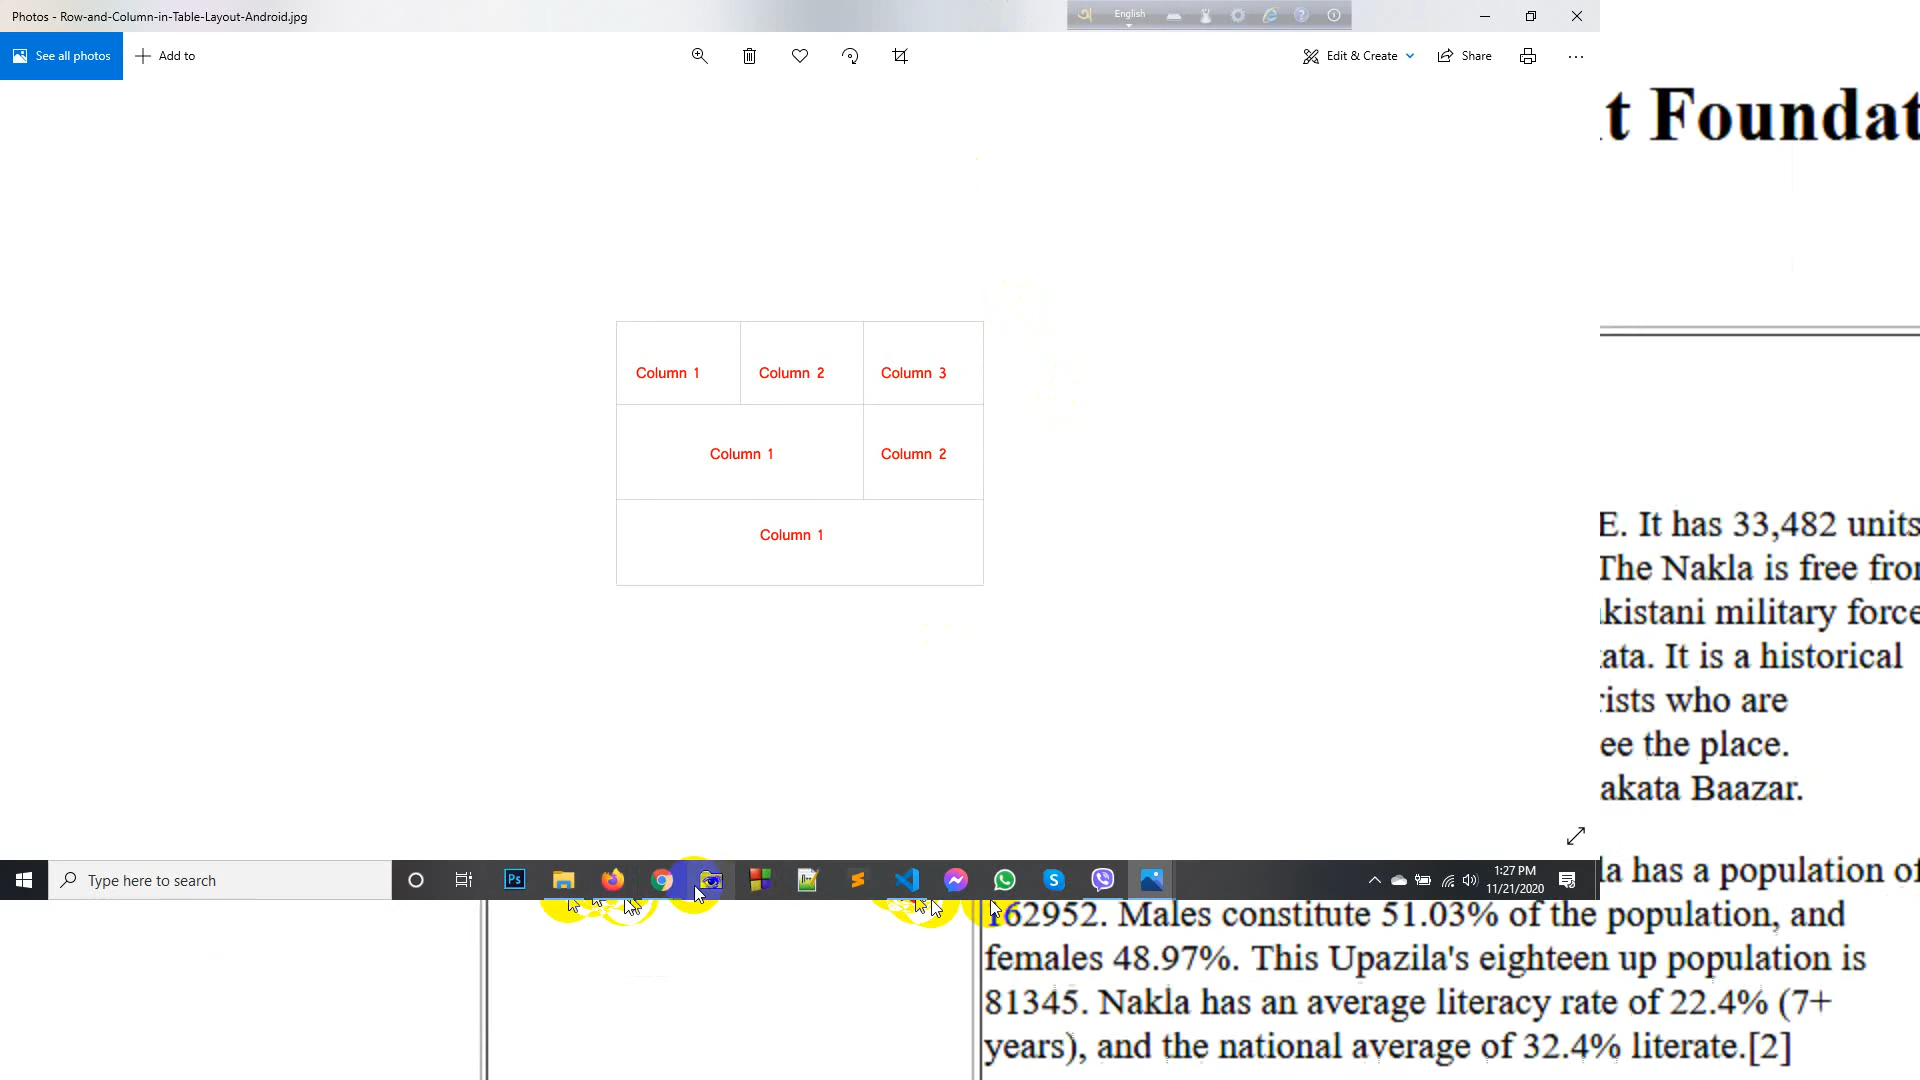 Photos - Row-and-Column-in-Table-Layout-Android.jpg
English
See all photos
Add to
Edit & Create
Share
t Foundat
Column 1 Column 2 Column 3
Column 1 Column 2
Column 1
E. It has 33,482 units
The Nakla is free fro
kistani military force
ata. It is a historical
rists who are
ee the place.
akata Baazar.
Type here to search
Ps
1:27 PM
11/21/2020
la has a population of
162952. Males constitute 51.03% of the population, and
females 48.97%. This Upazila's eighteen up population is
81345. Nakla has an average literacy rate of 22.4% (7+
years), and the national average of 32.4% literate.[2]